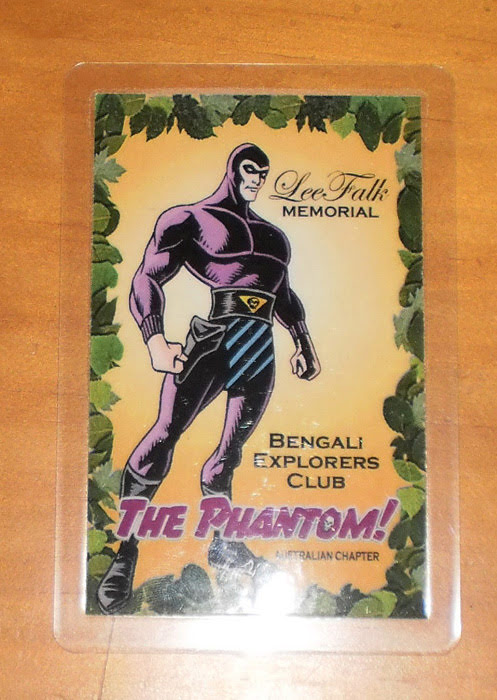 Lee Falk
MEMORIAL
BENGALI
EXPLORERS
CLUB
THE PHANTOM!
AUSTRALIAN CHAPTER